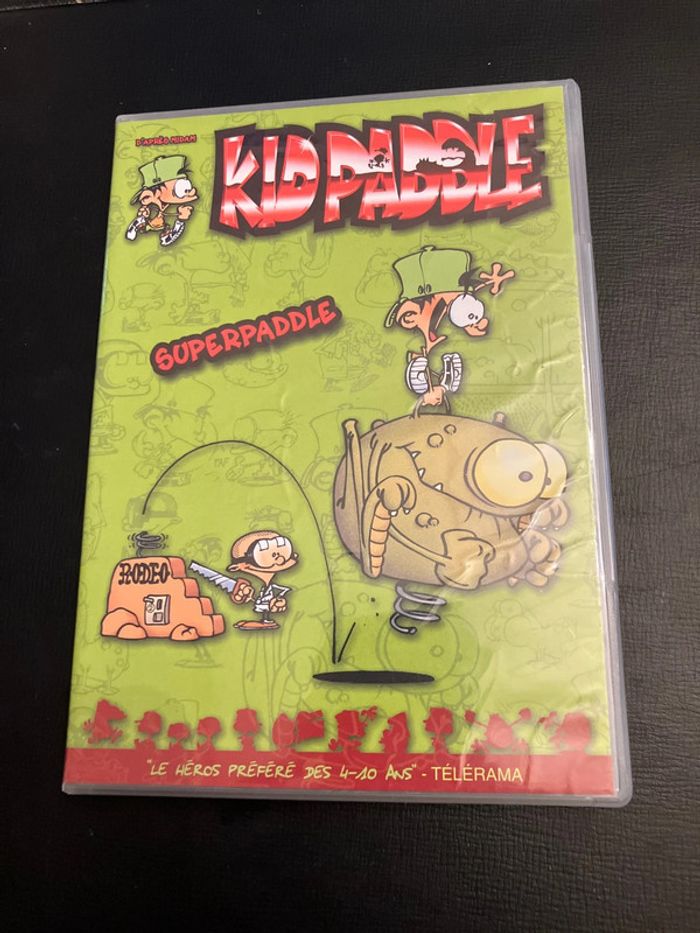 D'APRÈS MIDAM
KID PADDLE
SUPERPADDLE
RODEO
"LE HÉROS PRÉFÉRÉ DES 4-10 ANS" - TÉLÉRAMA